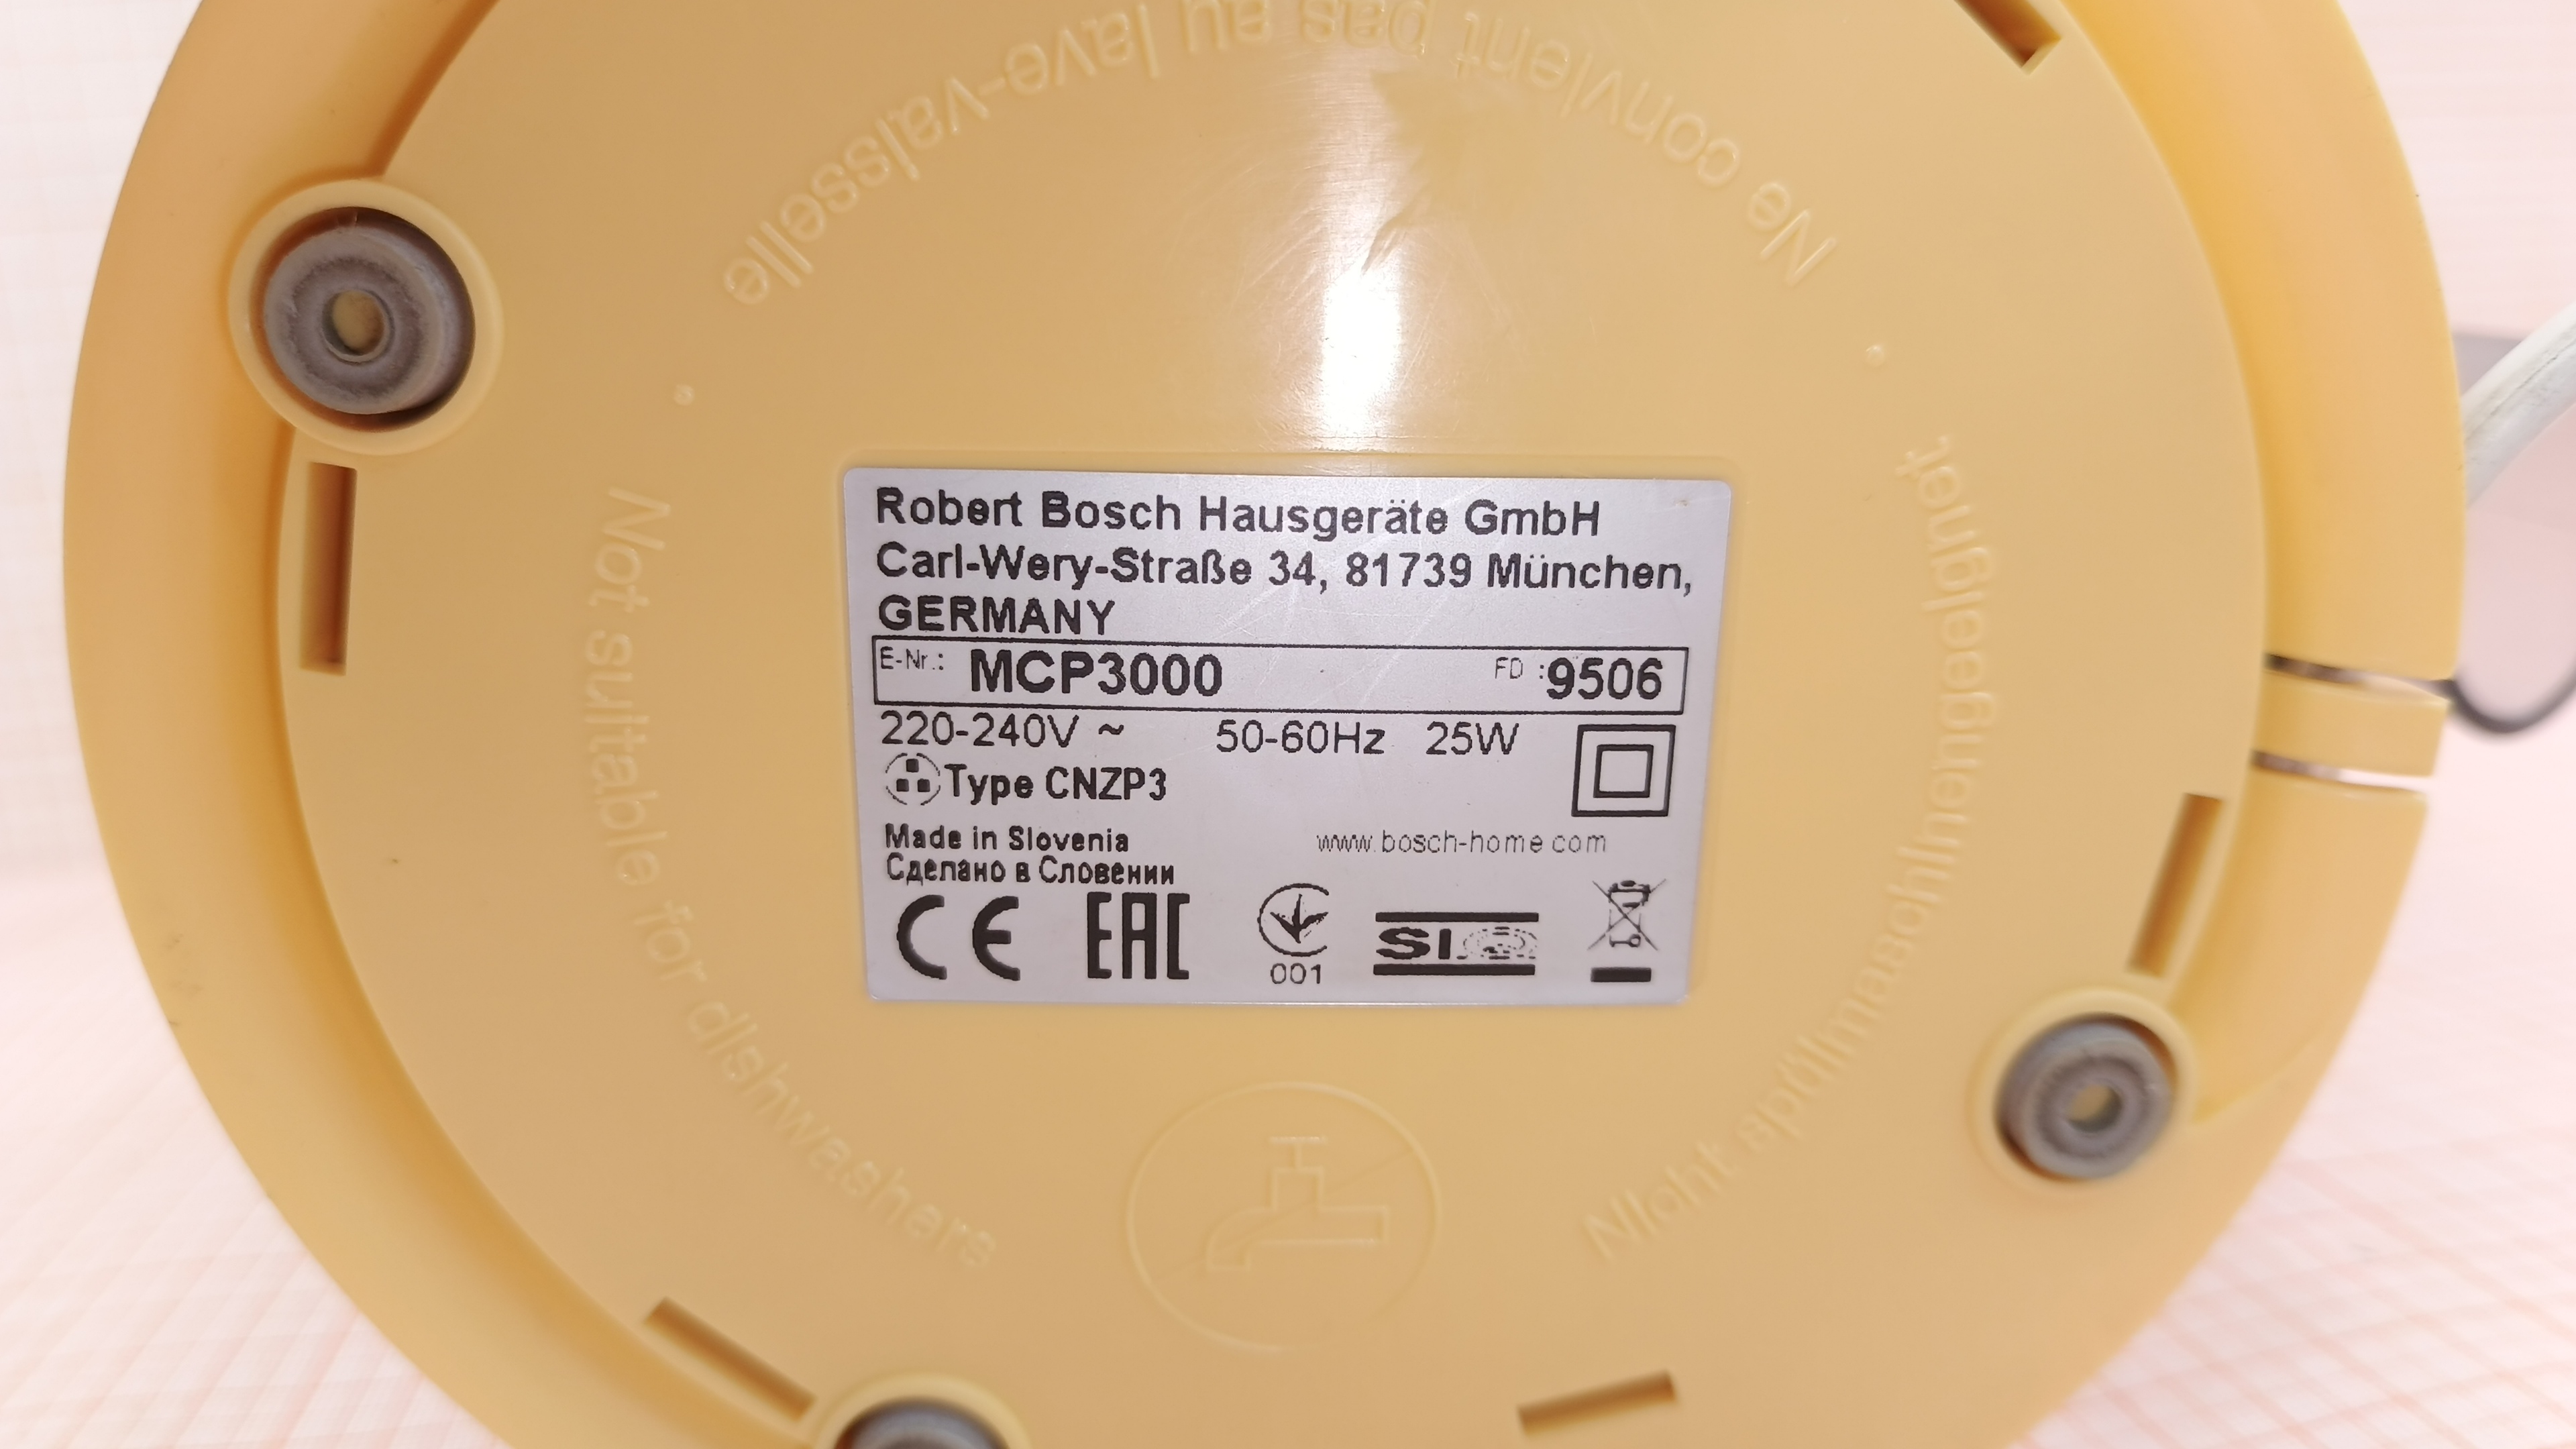 Ne convient pas au lave-vaisselle
Not suitable for dishwashers
Nicht spülmaschinengeeignet
Robert Bosch Hausgeräte GmbH
Carl-Wery-Straße 34, 81739 München,
GERMANY
E-Nr.: MCP3000 FD :9506
220-240V ~ 50-60Hz 25W
Type CNZP3
Made in Slovenia www.bosch-home.com
Сделано в Словении
CE EAC 001 SI